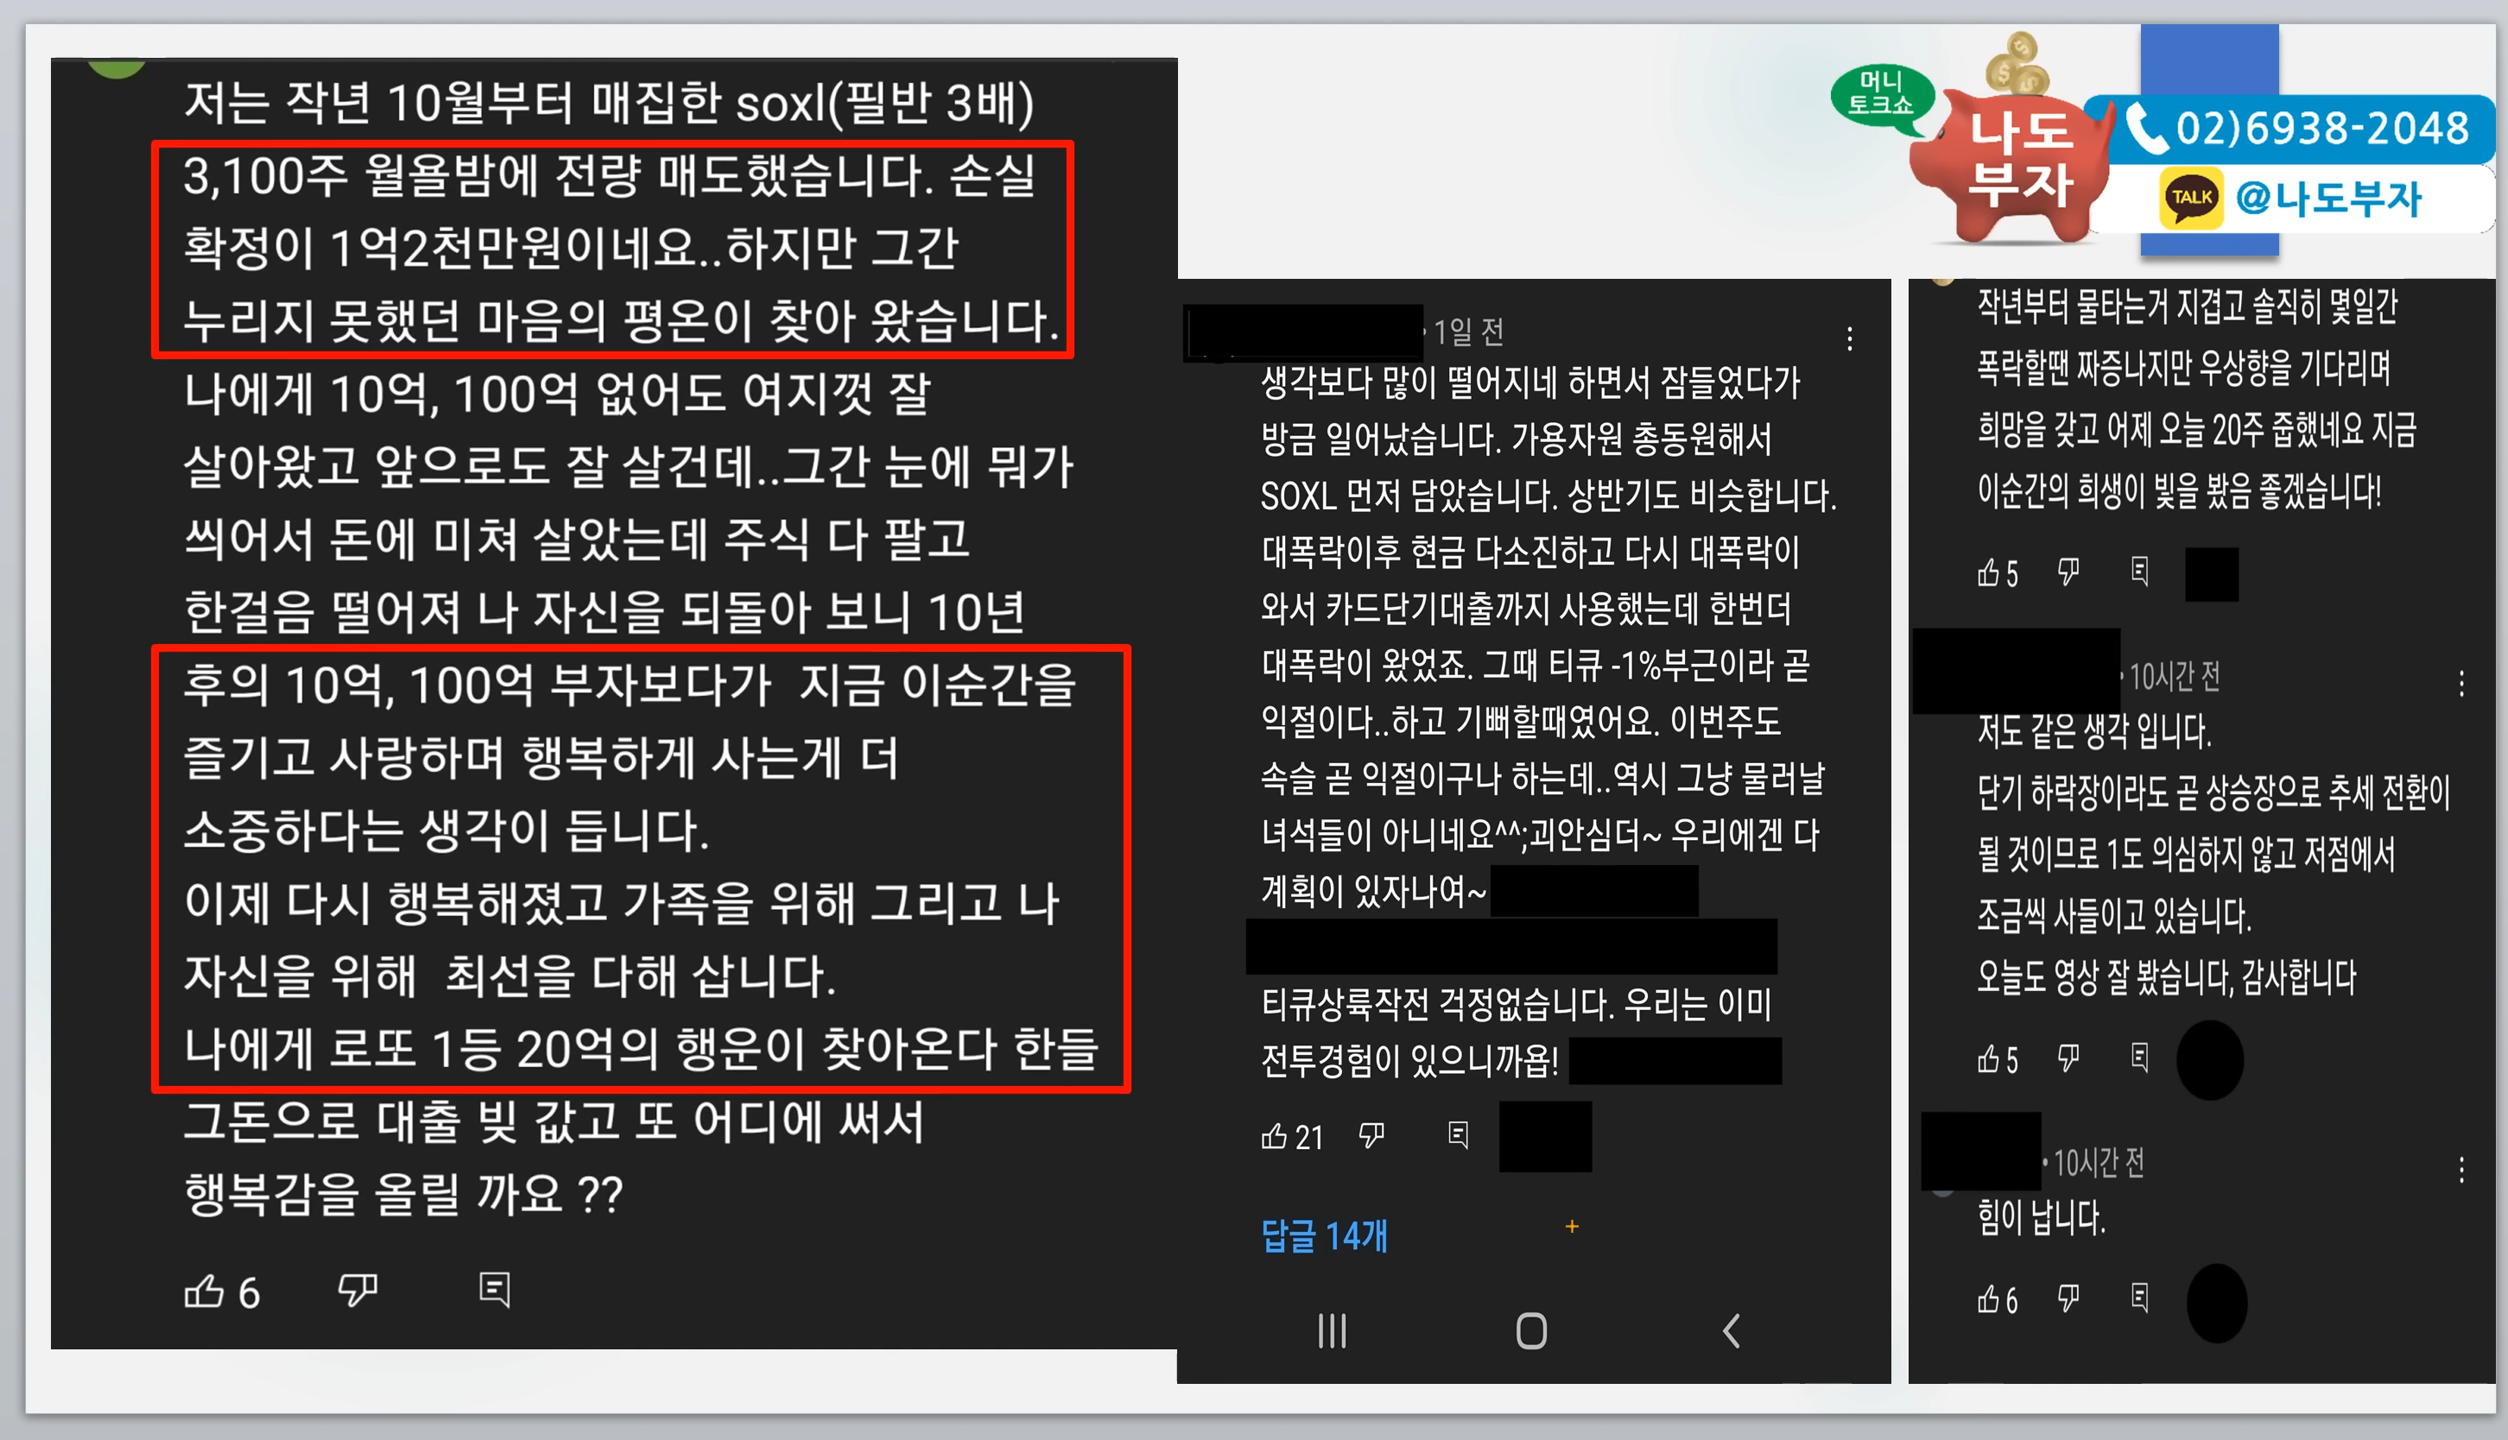 저는 작년 10월부터 매집한 soxl(필반 3배)
3,100주 월욜밤에 전량 매도했습니다. 손실
확정이 1억2천만원이네요..하지만 그간
누리지 못했던 마음의 평온이 찾아 왔습니다.
나에게 10억, 100억 없어도 여지껏 잘
살아왔고 앞으로도 잘 살건데..그간 눈에 뭐가
씌어서 돈에 미쳐 살았는데 주식 다 팔고
한걸음 떨어져 나 자신을 되돌아 보니 10년
후의 10억, 100억 부자보다가 지금 이순간을
즐기고 사랑하며 행복하게 사는게 더
소중하다는 생각이 듭니다.
이제 다시 행복해졌고 가족을 위해 그리고 나
자신을 위해 최선을 다해 삽니다.
나에게 로또 1등 20억의 행운이 찾아온다 한들
그돈으로 대출 빚 값고 또 어디에 써서
행복감을 올릴 까요 ??
6
머니
토크쇼
나도
부자
02)6938-2048
TALK @나도부자
• 1일 전
생각보다 많이 떨어지네 하면서 잠들었다가
방금 일어났습니다. 가용자원 총동원해서
SOXL 먼저 담았습니다. 상반기도 비슷합니다.
대폭락이후 현금 다소진하고 다시 대폭락이
와서 카드단기대출까지 사용했는데 한번더
대폭락이 왔었죠. 그때 티큐 -1%부근이라 곧
익절이다..하고 기뻐할때였어요. 이번주도
속슬 곧 익절이구나 하는데..역시 그냥 물러날
녀석들이 아니네요^^;괴안심더~ 우리에겐 다
계획이 있자나여~
티큐상륙작전 걱정없습니다. 우리는 이미
전투경험이 있으니까욥!
21
답글 14개
+
작년부터 물타는거 지겹고 솔직히 몇일간
폭락할땐 짜증나지만 우상향을 기다리며
희망을 갖고 어제 오늘 20주 줍했네요 지금
이순간의 희생이 빛을 봤음 좋겠습니다!
5
• 10시간 전
저도 같은 생각 입니다.
단기 하락장이라도 곧 상승장으로 추세 전환이
될 것이므로 1도 의심하지 않고 저점에서
조금씩 사들이고 있습니다.
오늘도 영상 잘 봤습니다, 감사합니다
5
• 10시간 전
힘이 납니다.
6